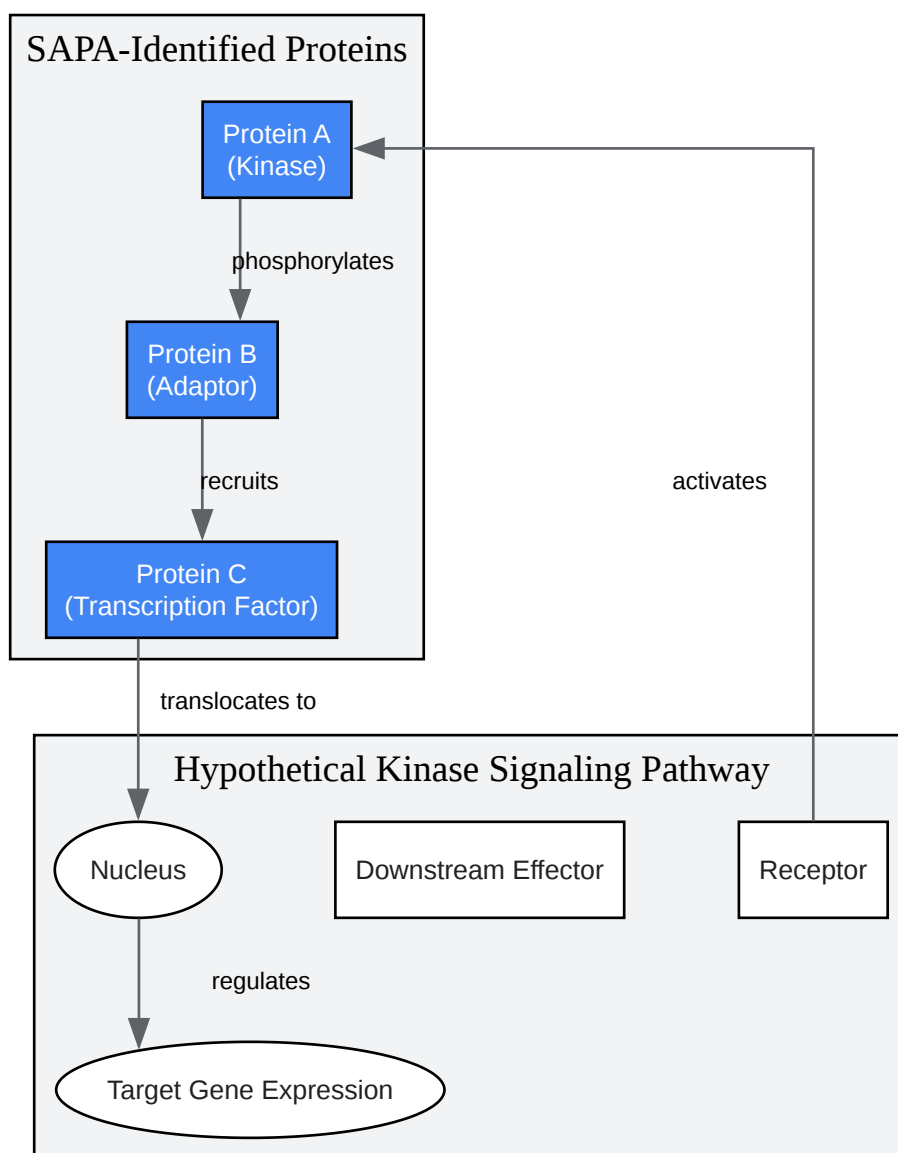 SAPA-Identified Proteins
Protein A
(Kinase)
phosphorylates
Protein B
(Adaptor)
recruits
activates
Protein C
(Transcription Factor)
translocates to
Hypothetical Kinase Signaling Pathway
Nucleus
Downstream Effector
Receptor
regulates
Target Gene Expression